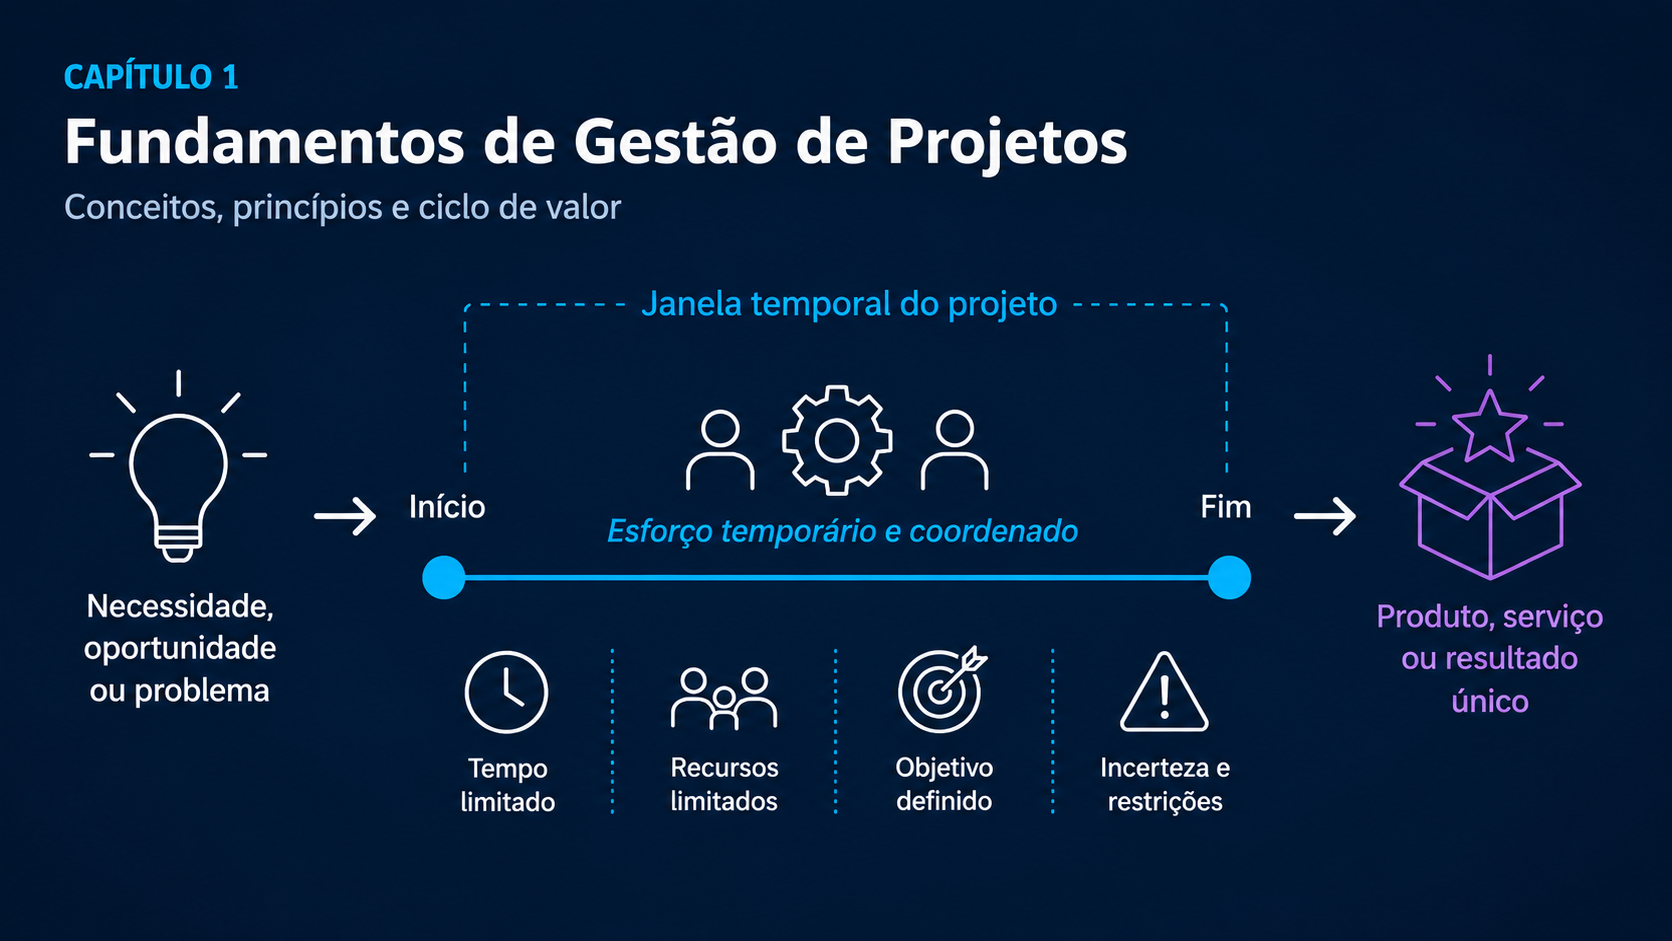 CAPÍTULO 1
Fundamentos de Gestão de Projetos
Conceitos, princípios e ciclo de valor
Janela temporal do projeto
Início
Fim
Esforço temporário e coordenado
Necessidade,
oportunidade
ou problema
Produto, serviço
ou resultado
único
Tempo
limitado
Recursos
limitados
Objetivo
definido
Incerteza e
restrições